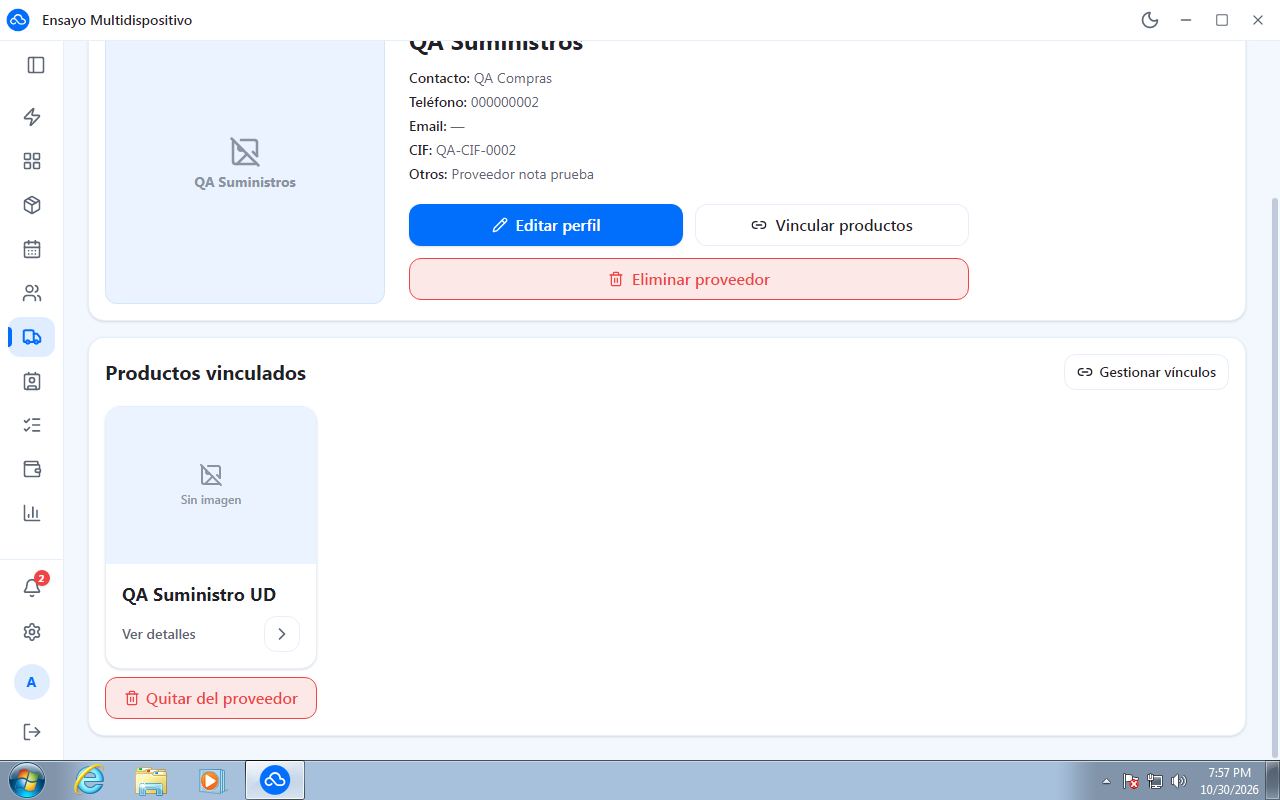 Ensayo Multidispositivo
QA Suministros
QA Suministros
Contacto: QA Compras
Teléfono: 000000002
Email: —
CIF: QA-CIF-0002
Otros: Proveedor nota prueba
Editar perfil
Vincular productos
Eliminar proveedor
Productos vinculados
Gestionar vínculos
Sin imagen
QA Suministro UD
Ver detalles
Quitar del proveedor
2
A
7:57 PM
10/30/2026